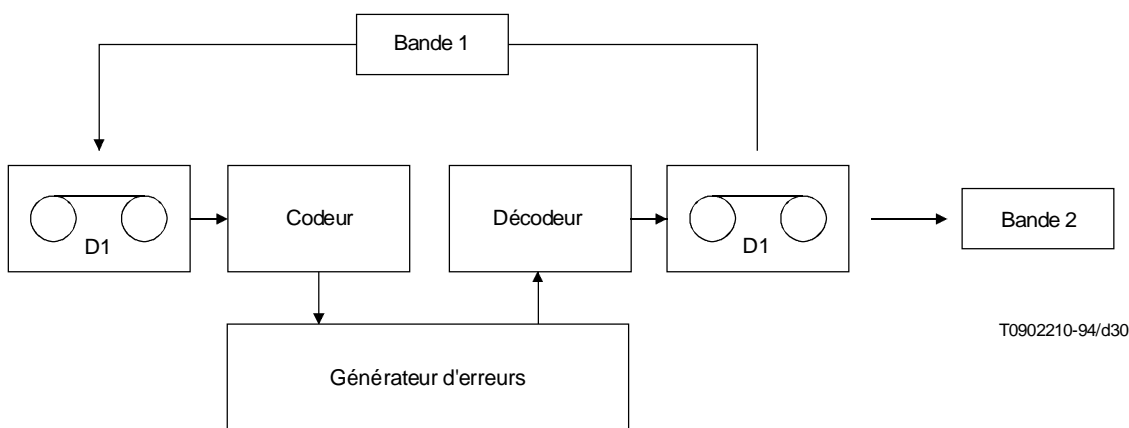 Bande 1
D1
Codeur
Décodeur
D1
Bande 2
Générateur d'erreurs
T0902210-94/d30